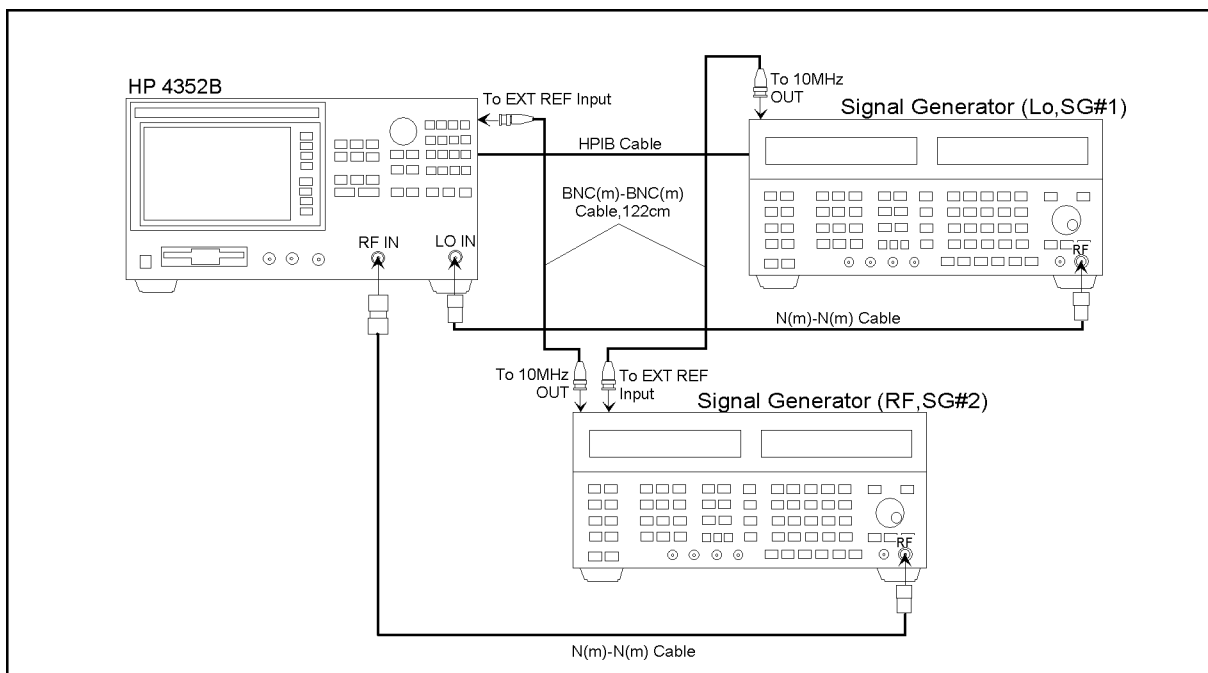 HP 4352B
To EXT REF Input
To 10MHz
OUT
Signal Generator (Lo,SG#1)
HPIB Cable
BNC(m)-BNC(m)
Cable,122cm
RF IN
LO IN
RF
N(m)-N(m) Cable
To 10MHz
OUT
To EXT REF
Input
Signal Generator (RF,SG#2)
RF
N(m)-N(m) Cable